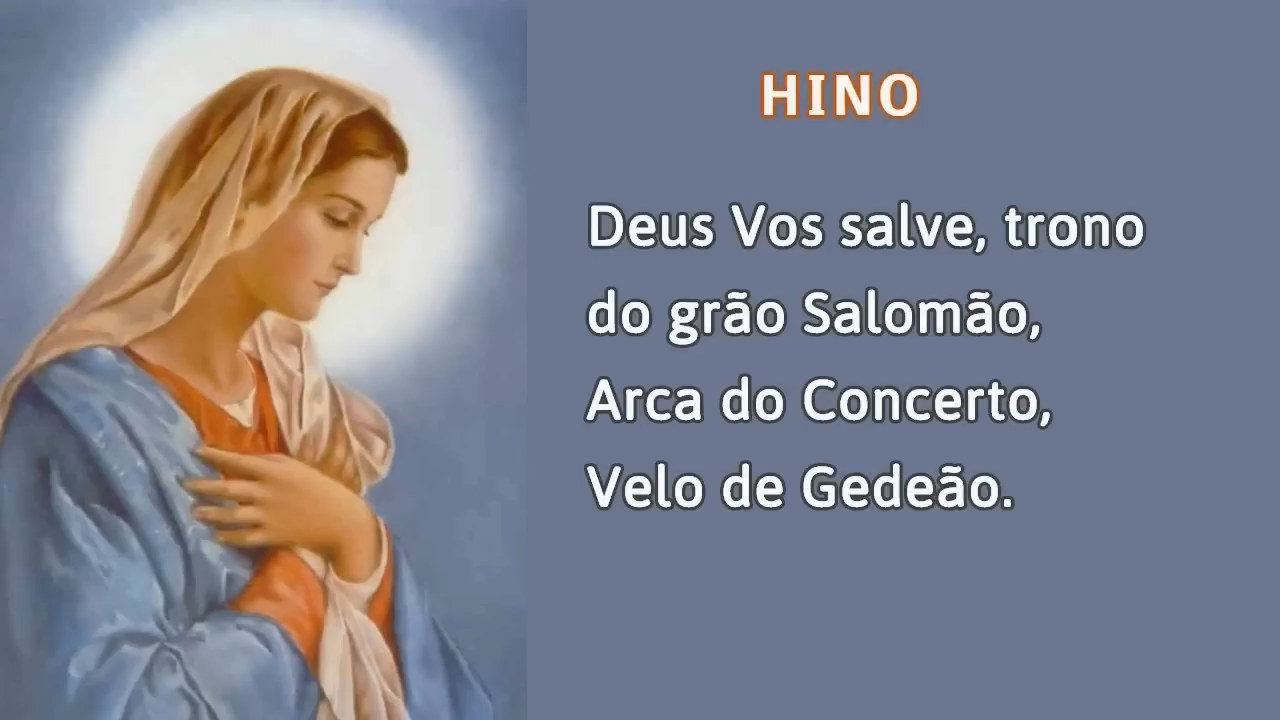 HINO
Deus Vos salve, trono
do grão Salomão,
Arca do Concerto,
Velo de Gedeão.